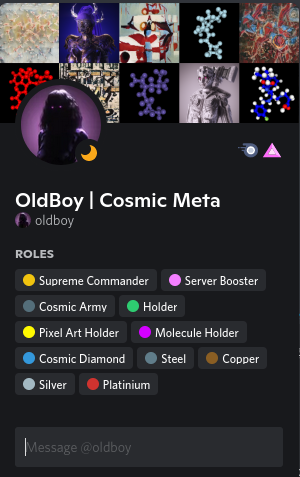 OldBoy | Cosmic Meta
oldboy
ROLES
Supreme Commander Server Booster
Cosmic Army Holder
Pixel Art Holder Molecule Holder
Cosmic Diamond Steel Copper
Silver Platinium
Message @oldboy